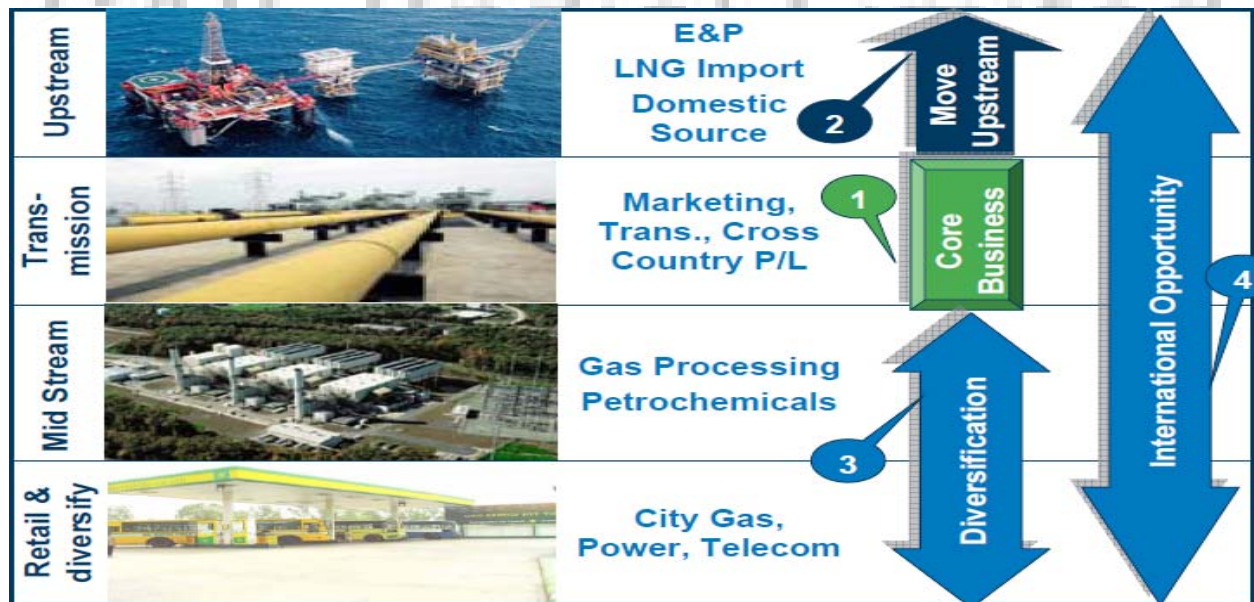 Upstream
E&P
LNG Import
Domestic
Source
2
Move
Upstream
Trans-
mission
Marketing,
Trans., Cross
Country P/L
1
Core
Business
International Opportunity
4
Mid Stream
Gas Processing
Petrochemicals
3
Diversification
Retail &
diversify
City Gas,
Power, Telecom